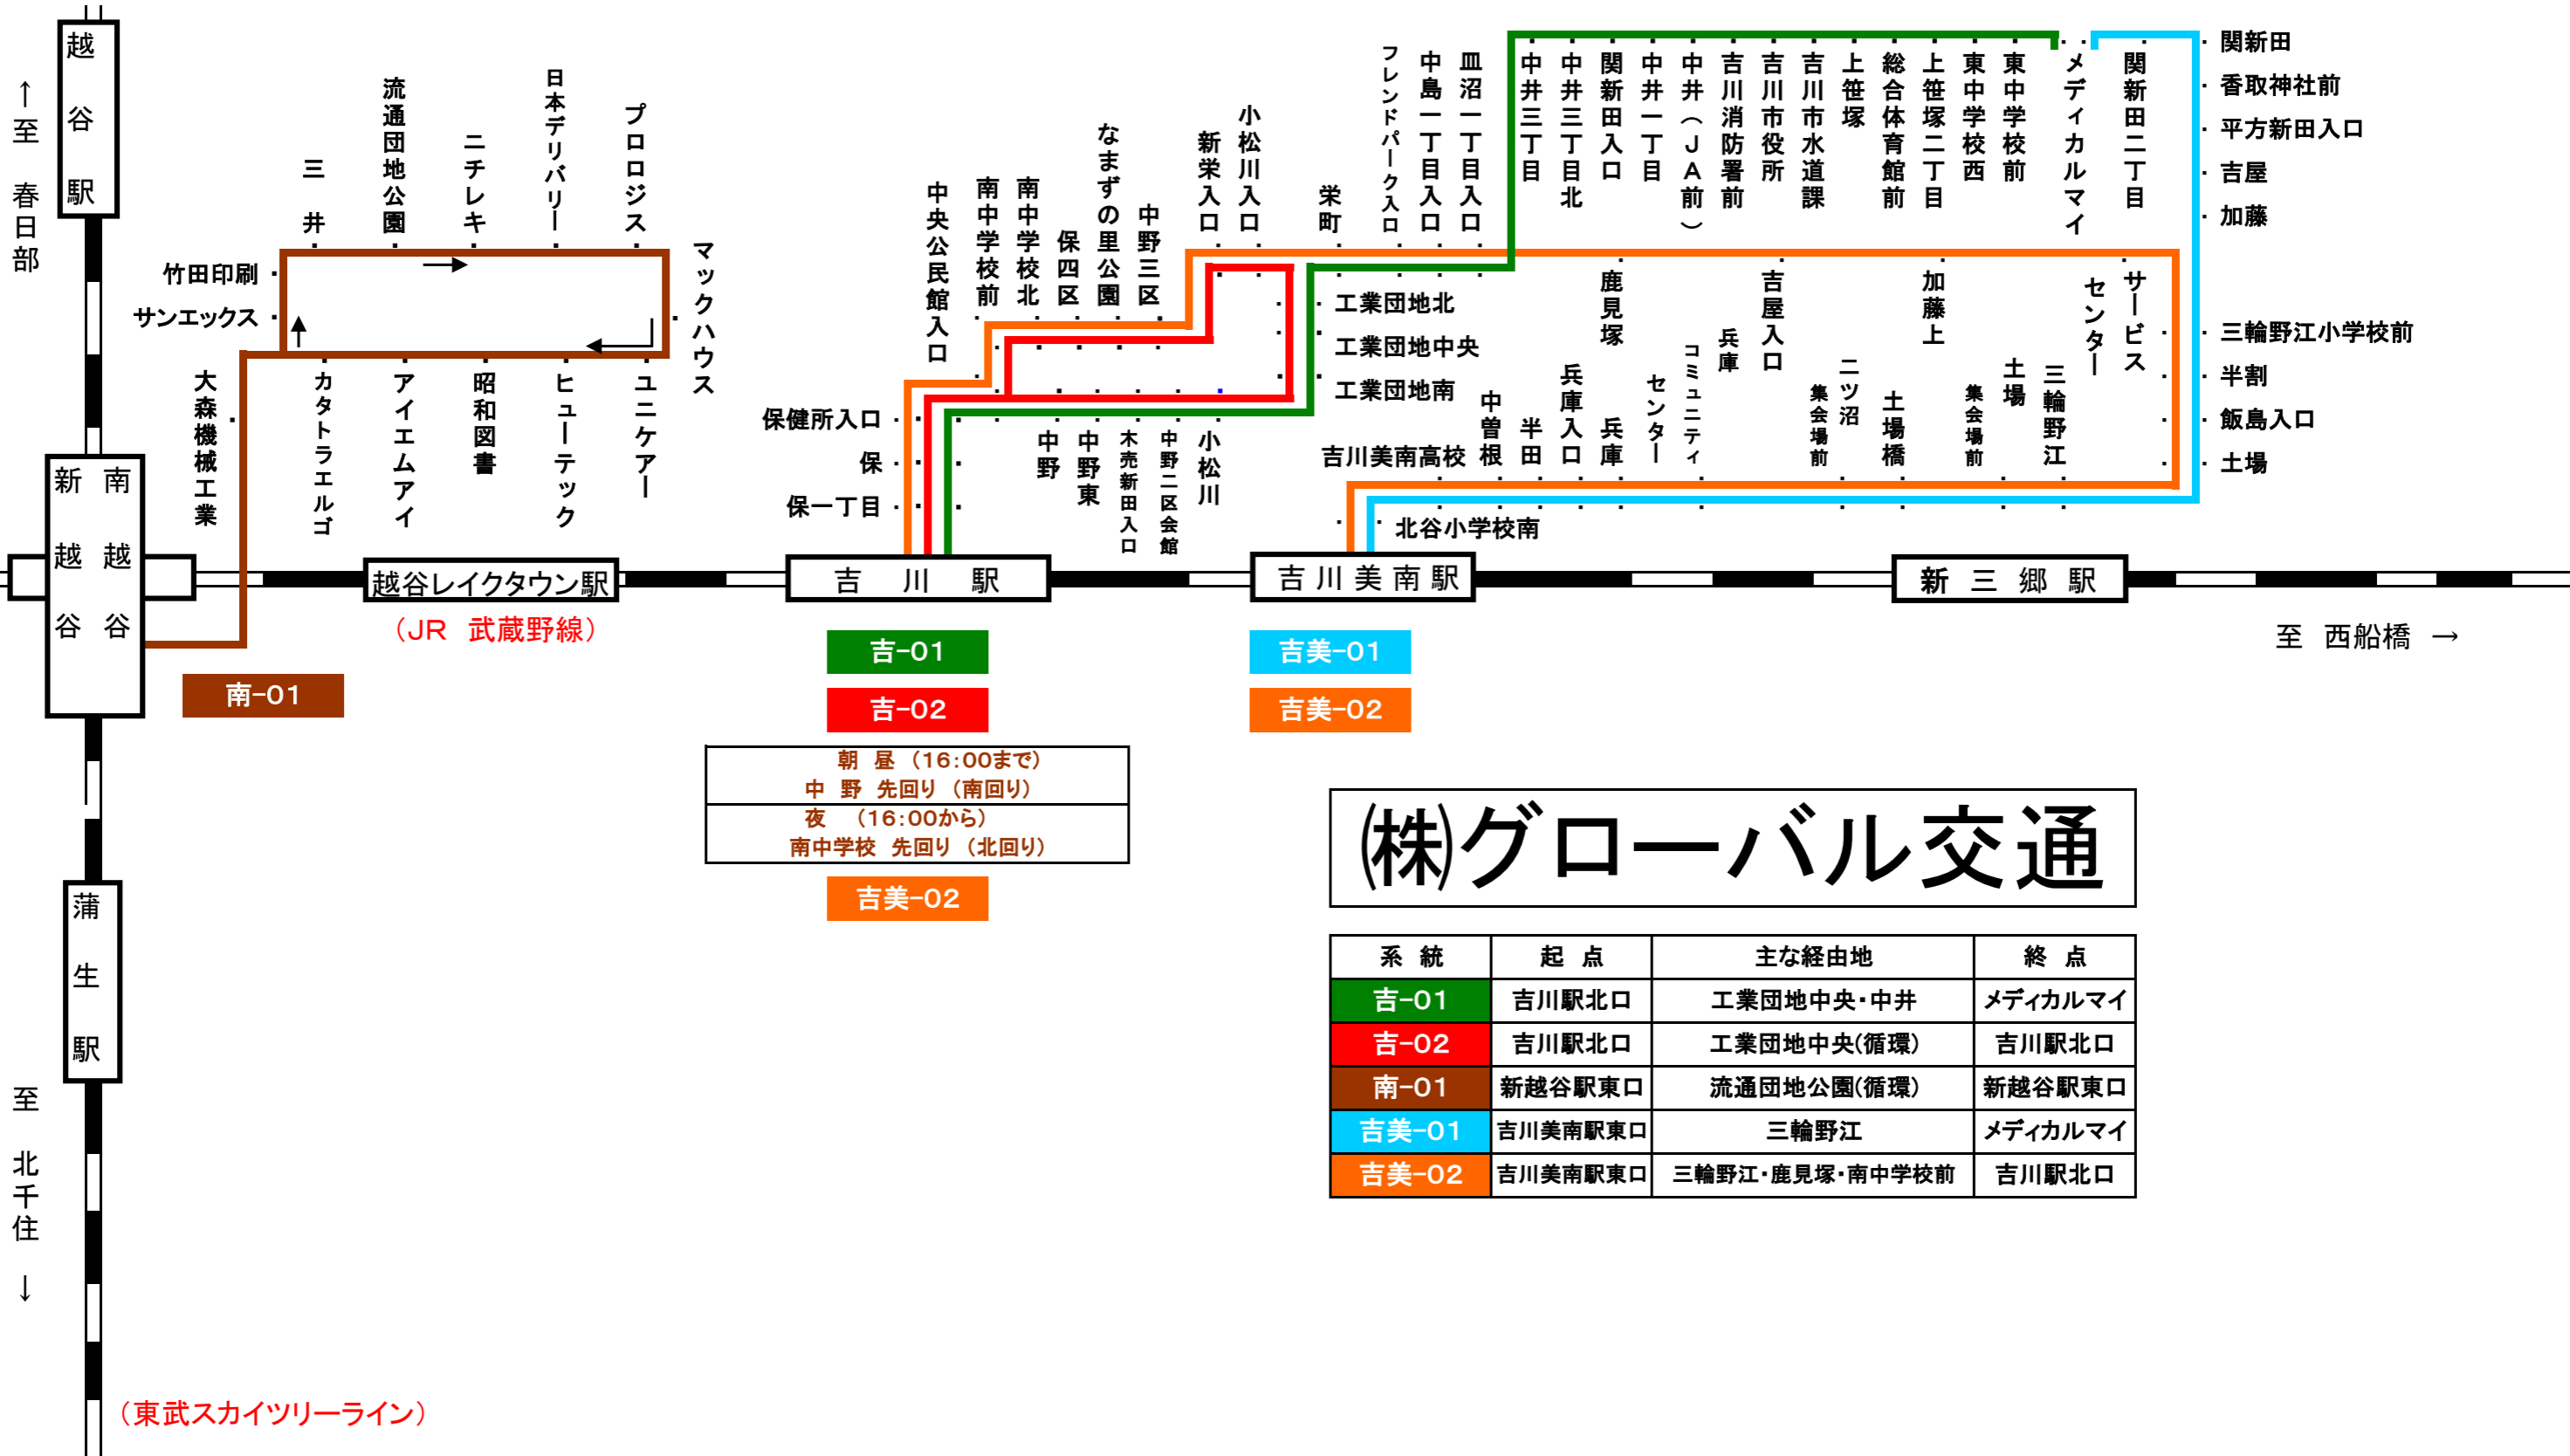 越谷駅
↑至 春日部
三井
流通団地公園
ニチレキ
日本デリバリー
プロロジス
マックハウス
竹田印刷
サンエックス
大森機械工業
カタトラエルゴ
アイエムアイ
昭和図書
ヒューテック
ユニケアー
中央公民館入口
南中学校前
南中学校北
保四区
なまずの里公園
中野三区
新栄入口
小松川入口
栄町
フレンドパーク入口
中島一丁目入口
皿沼一丁目入口
中井三丁目
中井三丁目北
関新田入口
中井一丁目
中井(JA前)
吉川消防署前
吉川市役所
吉川市水道課
上笹塚
総合体育館前
上笹塚二丁目
東中学校西
東中学校前
メディカルマイ
関新田二丁目
関新田
香取神社前
平方新田入口
吉屋
加藤
三輪野江小学校前
半割
飯島入口
土場
工業団地北
工業団地中央
工業団地南
鹿見塚
吉屋入口
加藤上
サービス
センター
保健所入口
保
保一丁目
中野
中野東
木売新田入口
中野二区会館
小松川
吉川美南高校
中曽根
半田
兵庫入口
兵庫
コミュニティ
センター
兵庫
二ツ沼
集会場前
土場橋
土場
集会場前
三輪野江
北谷小学校南
新越谷
南越谷
越谷レイクタウン駅
吉川駅
吉川美南駅
新三郷駅
(JR 武蔵野線)
至 西船橋 →
南-01
吉-01
吉-02
朝 昼 (16:00まで)
中 野 先回り (南回り)
夜 (16:00から)
南中学校 先回り (北回り)
吉美-02
吉美-01
吉美-02
蒲生駅
至 北千住 ↓
(東武スカイツリーライン)
㈱グローバル交通
系 統 起 点 主な経由地 終 点
吉-01 吉川駅北口 工業団地中央・中井 メディカルマイ
吉-02 吉川駅北口 工業団地中央(循環) 吉川駅北口
南-01 新越谷駅東口 流通団地公園(循環) 新越谷駅東口
吉美-01 吉川美南駅東口 三輪野江 メディカルマイ
吉美-02 吉川美南駅東口 三輪野江・鹿見塚・南中学校前 吉川駅北口